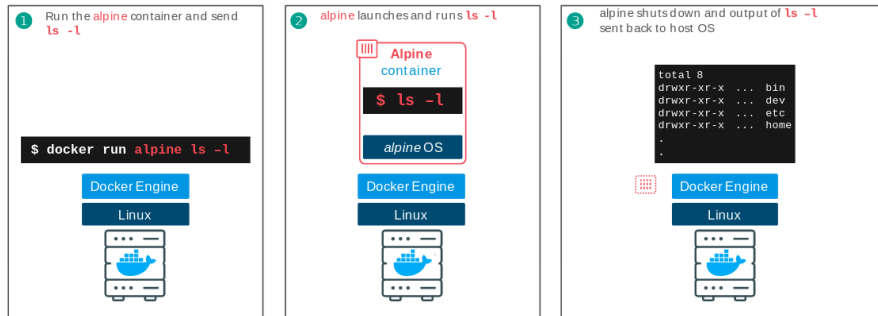 1 Run the alpine container and send
ls -l
$ docker run alpine ls –l
Docker Engine
Linux
2 alpine launches and runs ls -l
Alpine
container
$ ls –l
alpine OS
Docker Engine
Linux
3 alpine shuts down and output of ls –l
sent back to host OS
total 8
drwxr-xr-x ... bin
drwxr-xr-x ... dev
drwxr-xr-x ... etc
drwxr-xr-x ... home
.
.
Docker Engine
Linux